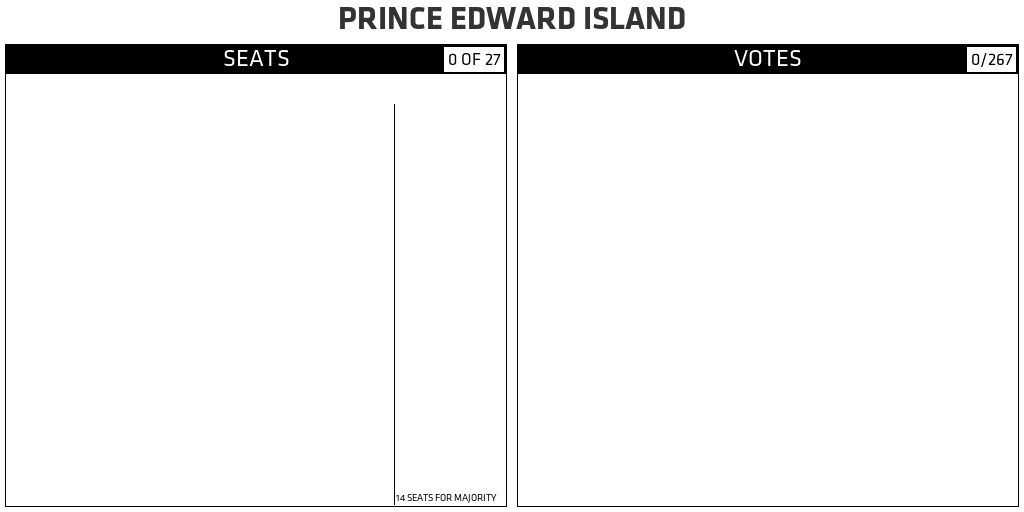 PRINCE EDWARD ISLAND
SEATS
0 OF 27
VOTES
0/267
14 SEATS FOR MAJORITY